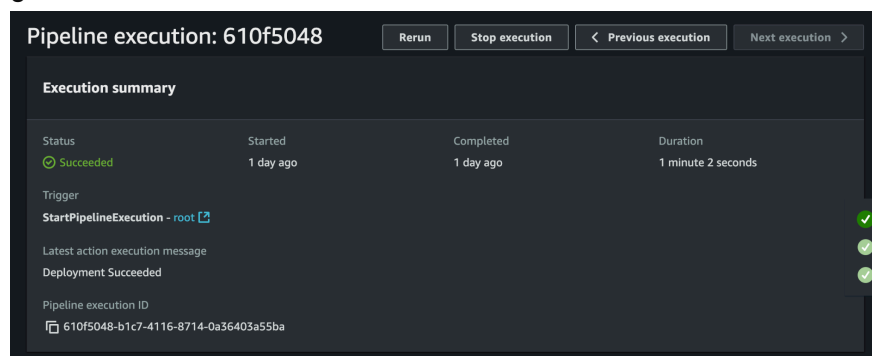 Pipeline execution: 610f5048
Rerun
Stop execution
Previous execution
Next execution
Execution summary
Status
Started
Completed
Duration
Succeeded
1 day ago
1 day ago
1 minute 2 seconds
Trigger
StartPipelineExecution - root
Latest action execution message
Deployment Succeeded
Pipeline execution ID
610f5048-b1c7-4116-8714-0a36403a55ba